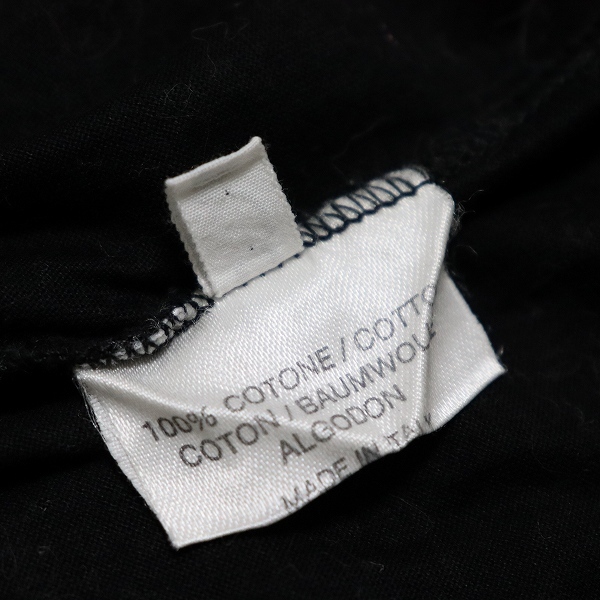 100% COTONE / COTTO
COTON / BAUMWOLLE
ALGODON
MADE IN ITALY